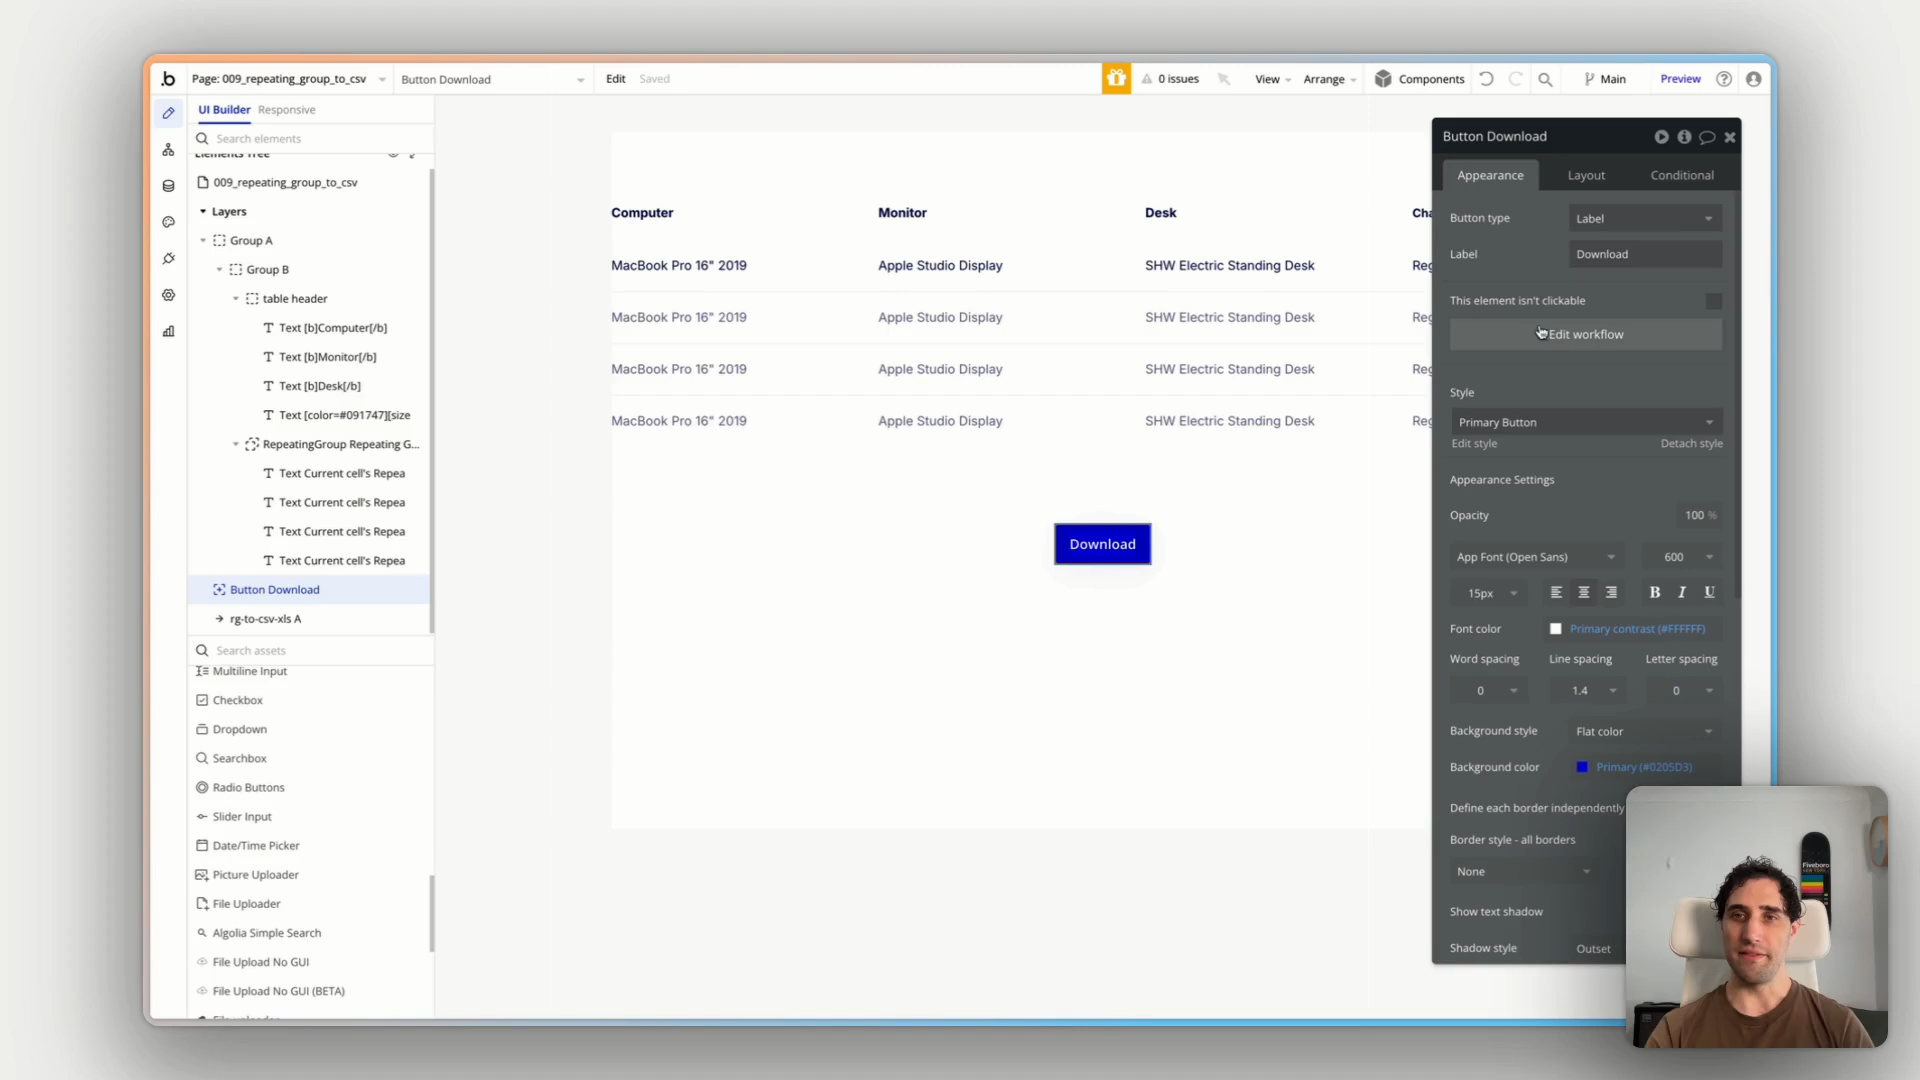 b Page: 009_repeating_group_to_csv Button Download Edit Saved 0 issues View Arrange Components Main Preview
UI Builder Responsive
Search elements
Elements Tree
009_repeating_group_to_csv
Layers
Group A
Group B
table header
Text [b]Computer[/b]
Text [b]Monitor[/b]
Text [b]Desk[/b]
Text [color=#091747][size
RepeatingGroup Repeating G...
Text Current cell's Repea
Text Current cell's Repea
Text Current cell's Repea
Text Current cell's Repea
Button Download
rg-to-csv-xls A
Search assets
Multiline Input
Checkbox
Dropdown
Searchbox
Radio Buttons
Slider Input
Date/Time Picker
Picture Uploader
File Uploader
Algolia Simple Search
File Upload No GUI
File Upload No GUI (BETA)
Computer Monitor Desk Cha
MacBook Pro 16" 2019 Apple Studio Display SHW Electric Standing Desk Reg
MacBook Pro 16" 2019 Apple Studio Display SHW Electric Standing Desk Reg
MacBook Pro 16" 2019 Apple Studio Display SHW Electric Standing Desk Reg
MacBook Pro 16" 2019 Apple Studio Display SHW Electric Standing Desk Reg
Download
Button Download
Appearance Layout Conditional
Button type Label
Label Download
This element isn't clickable
Edit workflow
Style
Primary Button
Edit style Detach style
Appearance Settings
Opacity 100 %
App Font (Open Sans) 600
15px B I U
Font color Primary contrast (#FFFFFF)
Word spacing Line spacing Letter spacing
0 1.4 0
Background style Flat color
Background color Primary (#0205D3)
Define each border independently
Border style - all borders
None
Show text shadow
Shadow style Outset
Fiveboro